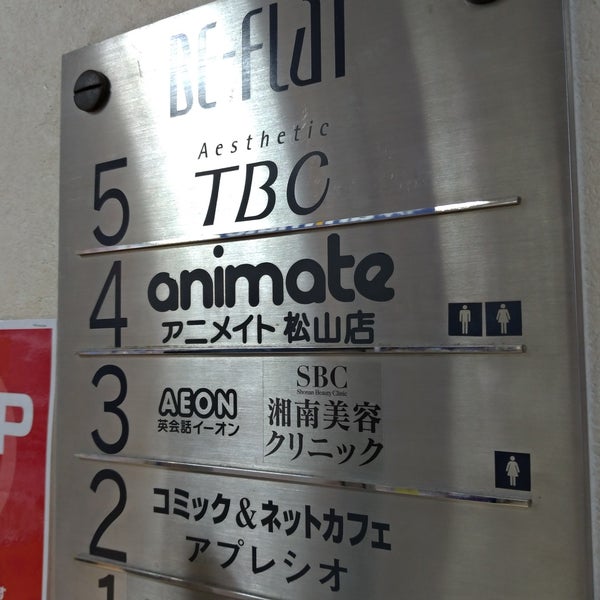 BE-FLAT
5
Aesthetic
TBC
4
animate
アニメイト 松山店
3
AEON
英会話イーオン
SBC
Shonan Beauty Clinic
湘南美容
クリニック
2
コミック&ネットカフェ
アプレシオ
1
P